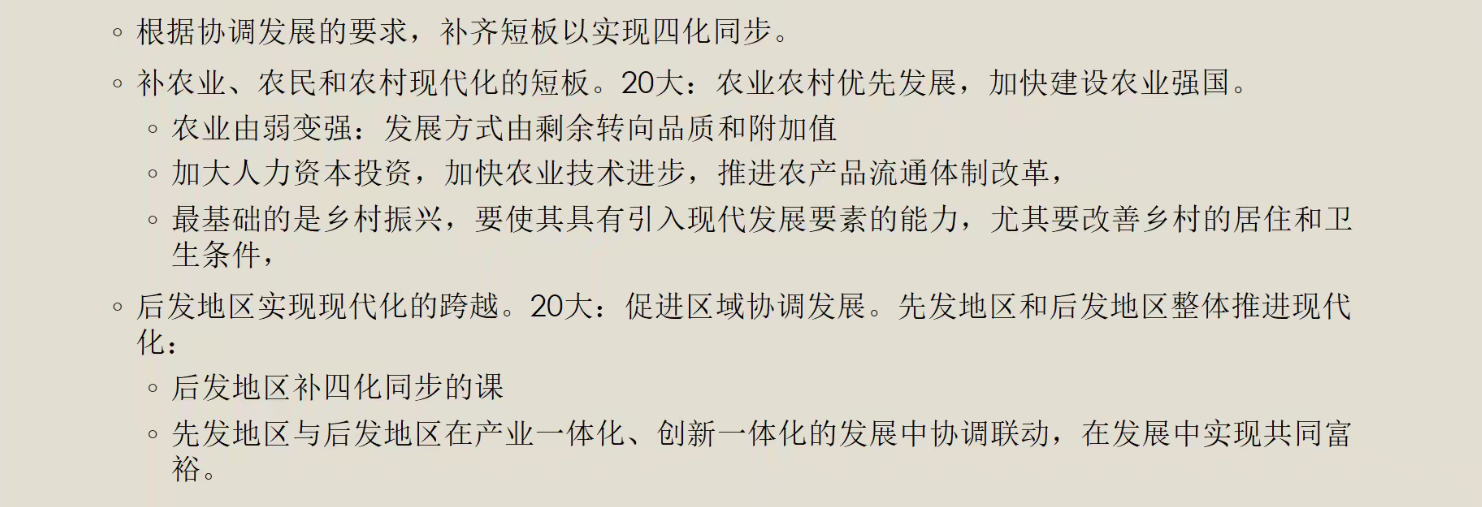 ◦ 根据协调发展的要求，补齐短板以实现四化同步。
◦ 补农业、农民和农村现代化的短板。20大：农业农村优先发展，加快建设农业强国。
◦ 农业由弱变强：发展方式由剩余转向品质和附加值
◦ 加大人力资本投资，加快农业技术进步，推进农产品流通体制改革，
◦ 最基础的是乡村振兴，要使其具有引入现代发展要素的能力，尤其要改善乡村的居住和卫
生条件，
◦ 后发地区实现现代化的跨越。20大：促进区域协调发展。先发地区和后发地区整体推进现代
化：
◦ 后发地区补四化同步的课
◦ 先发地区与后发地区在产业一体化、创新一体化的发展中协调联动，在发展中实现共同富
裕。